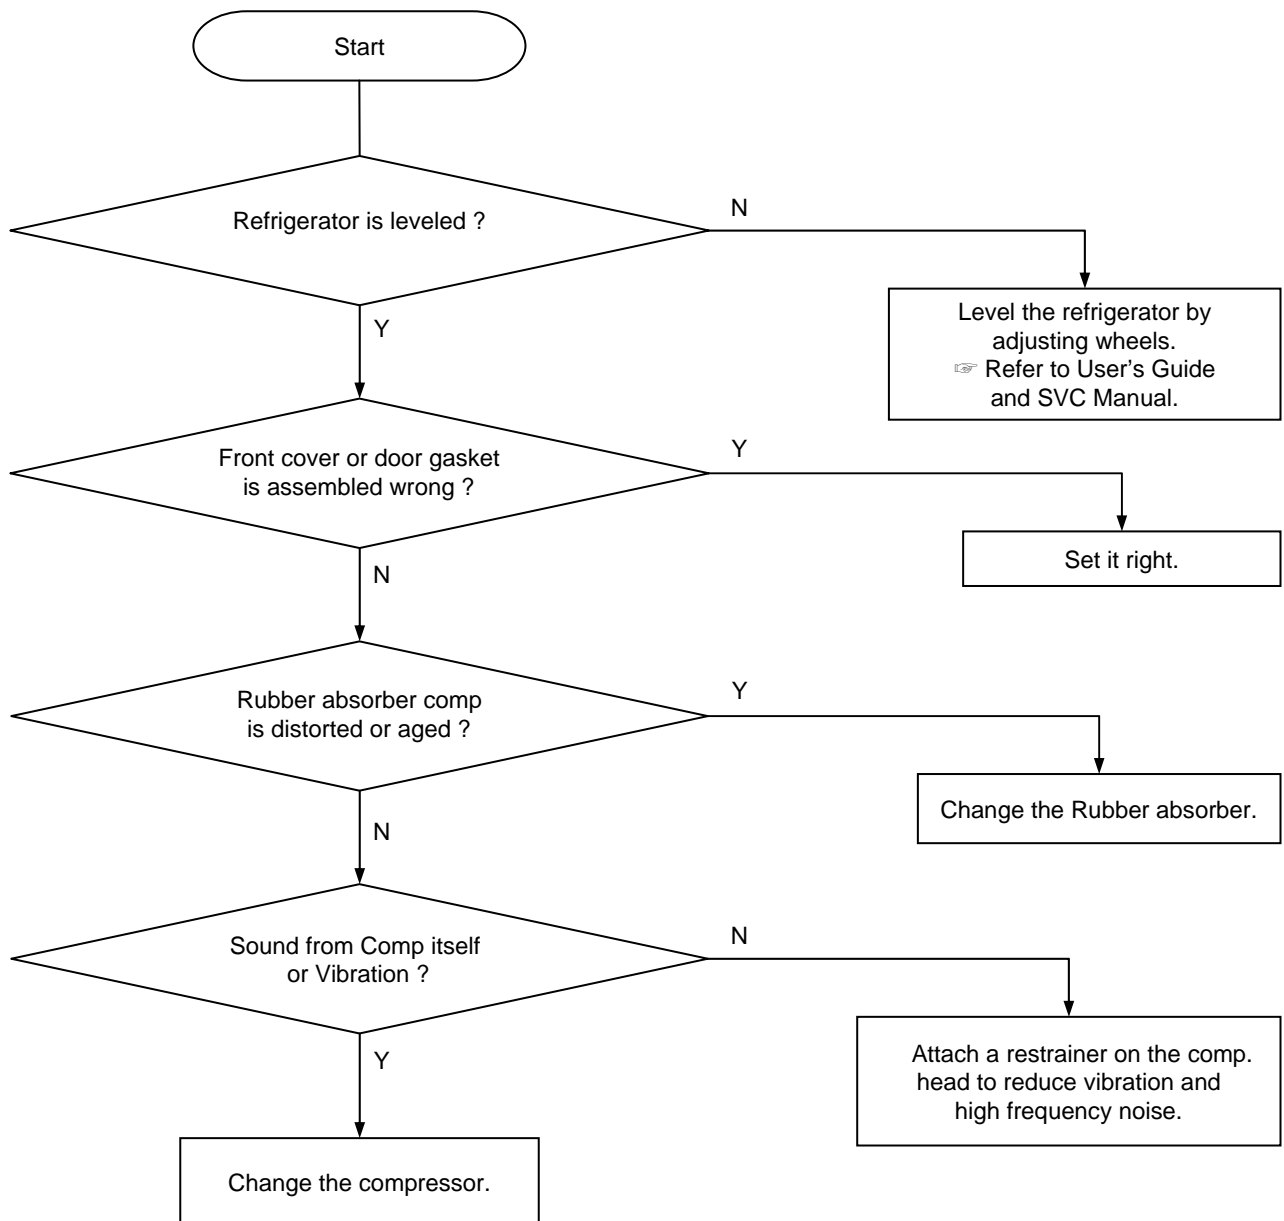 Start
Refrigerator is leveled ?
N
Level the refrigerator by
adjusting wheels.
☞ Refer to User's Guide
and SVC Manual.
Y
Front cover or door gasket
is assembled wrong ?
Y
Set it right.
N
Rubber absorber comp
is distorted or aged ?
Y
Change the Rubber absorber.
N
Sound from Comp itself
or Vibration ?
N
Attach a restrainer on the comp.
head to reduce vibration and
high frequency noise.
Y
Change the compressor.